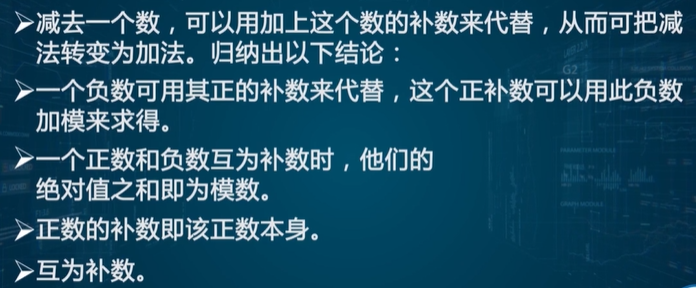 ➢减去一个数，可以用加上这个数的补数来代替，从而可把减
法转变为加法。归纳出以下结论：
➢一个负数可用其正的补数来代替，这个正补数可以用此负数
加模来求得。
➢一个正数和负数互为补数时，他们的
绝对值之和即为模数。
➢正数的补数即该正数本身。
➢互为补数。